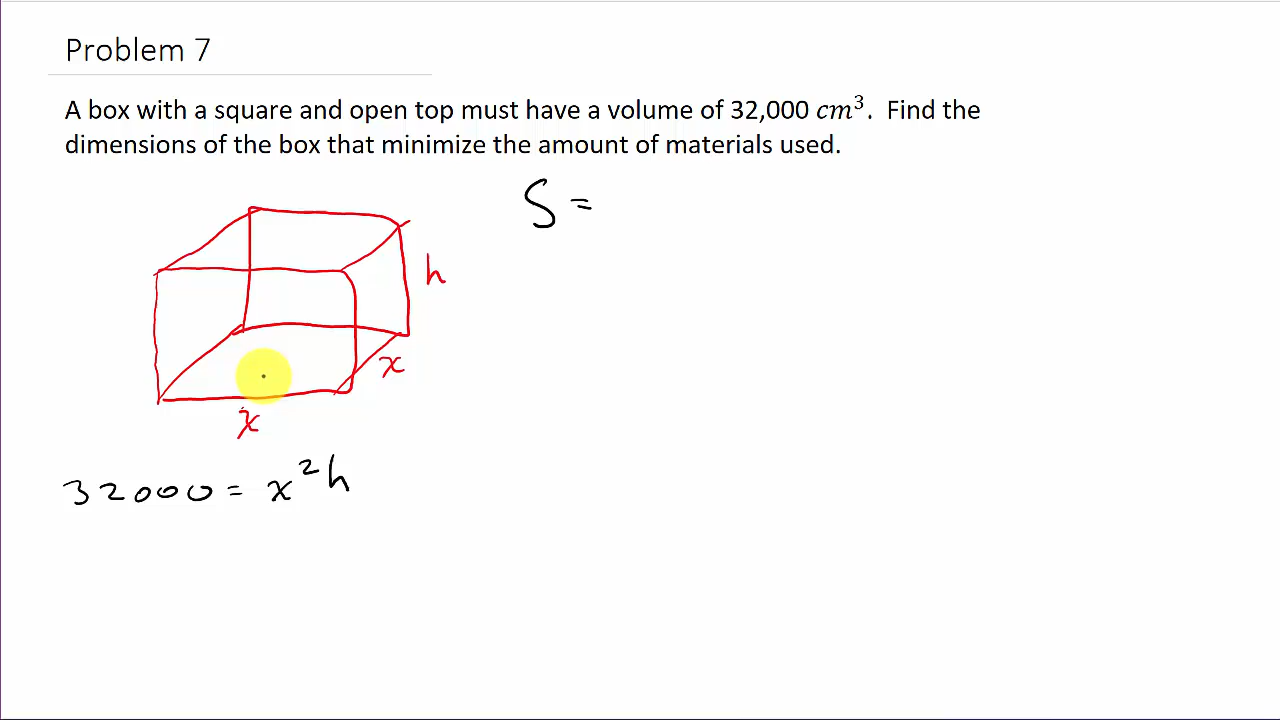 Problem 7
A box with a square and open top must have a volume of 32,000 cm³. Find the
dimensions of the box that minimize the amount of materials used.
S =
h
x
x
32000 = x²h